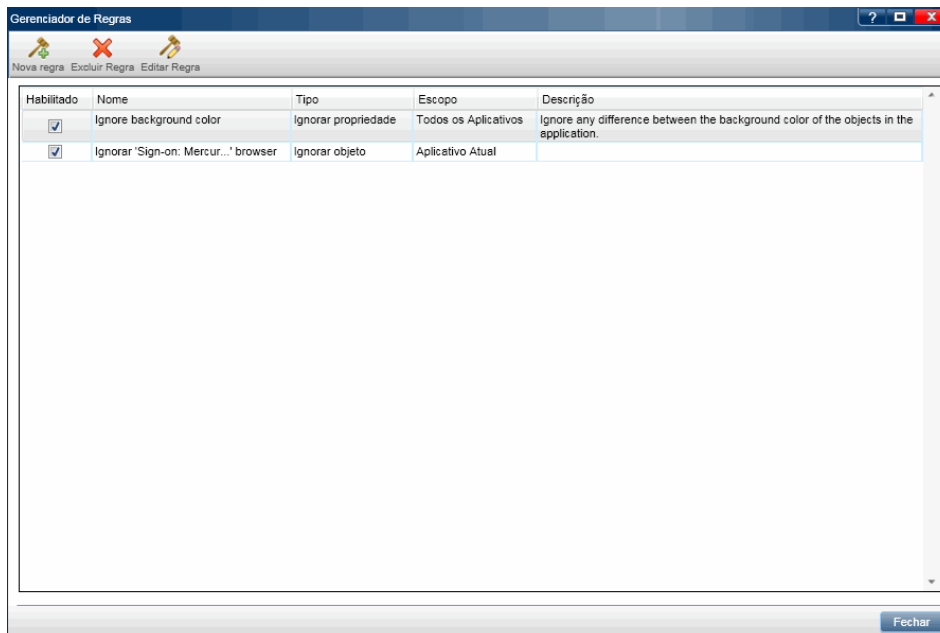 Gerenciador de Regras
?
X
Nova regra Excluir Regra Editar Regra
Habilitado Nome Tipo Escopo Descrição
Ignore background color Ignorar propriedade Todos os Aplicativos Ignore any difference between the background color of the objects in the
application.
Ignorar 'Sign-on: Mercur...' browser Ignorar objeto Aplicativo Atual
Fechar